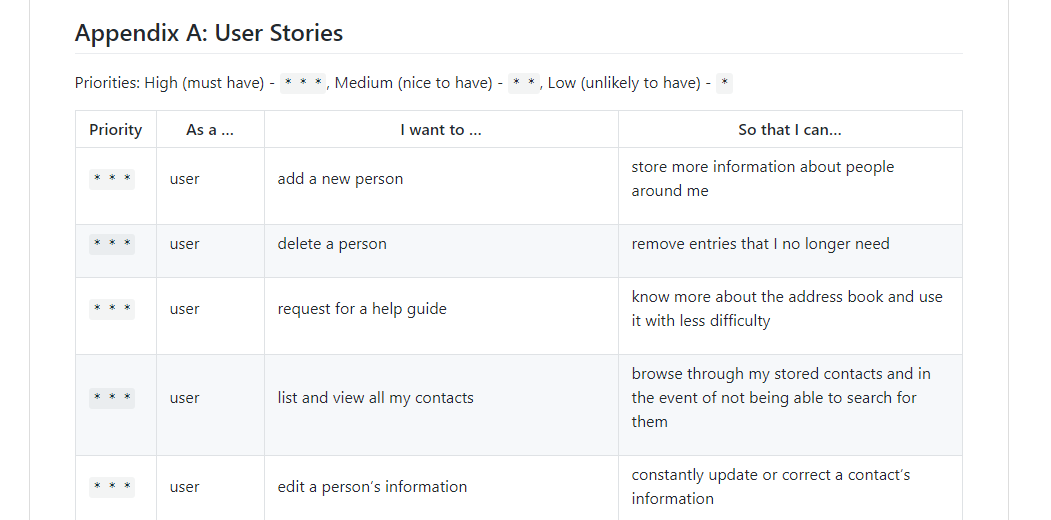 Appendix A: User Stories
Priorities: High (must have) - * * *, Medium (nice to have) - * *, Low (unlikely to have) - *
Priority As a … I want to … So that I can…
* * * user add a new person store more information about people
around me
* * * user delete a person remove entries that I no longer need
* * * user request for a help guide know more about the address book and use
it with less difficulty
* * * user list and view all my contacts browse through my stored contacts and in
the event of not being able to search for
them
* * * user edit a person’s information constantly update or correct a contact’s
information